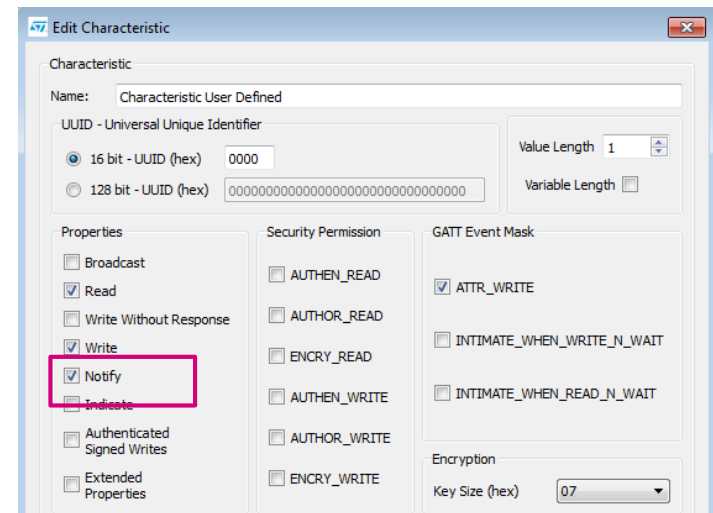 Edit Characteristic
Characteristic
Name: Characteristic User Defined
UUID - Universal Unique Identifier
16 bit - UUID (hex) 0000
128 bit - UUID (hex) 00000000000000000000000000000000
Value Length 1
Variable Length
Properties
Broadcast
Read
Write Without Response
Write
Notify
Indicate
Authenticated
Signed Writes
Extended
Properties
Security Permission
AUTHEN_READ
AUTHOR_READ
ENCRY_READ
AUTHEN_WRITE
AUTHOR_WRITE
ENCRY_WRITE
GATT Event Mask
ATTR_WRITE
INTIMATE_WHEN_WRITE_N_WAIT
INTIMATE_WHEN_READ_N_WAIT
Encryption
Key Size (hex) 07